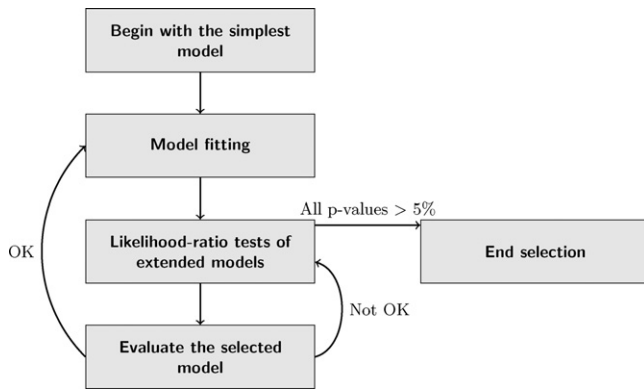 Begin with the simplest
model
Model fitting
All p-values > 5%
Likelihood-ratio tests of
extended models
End selection
OK
Not OK
Evaluate the selected
model